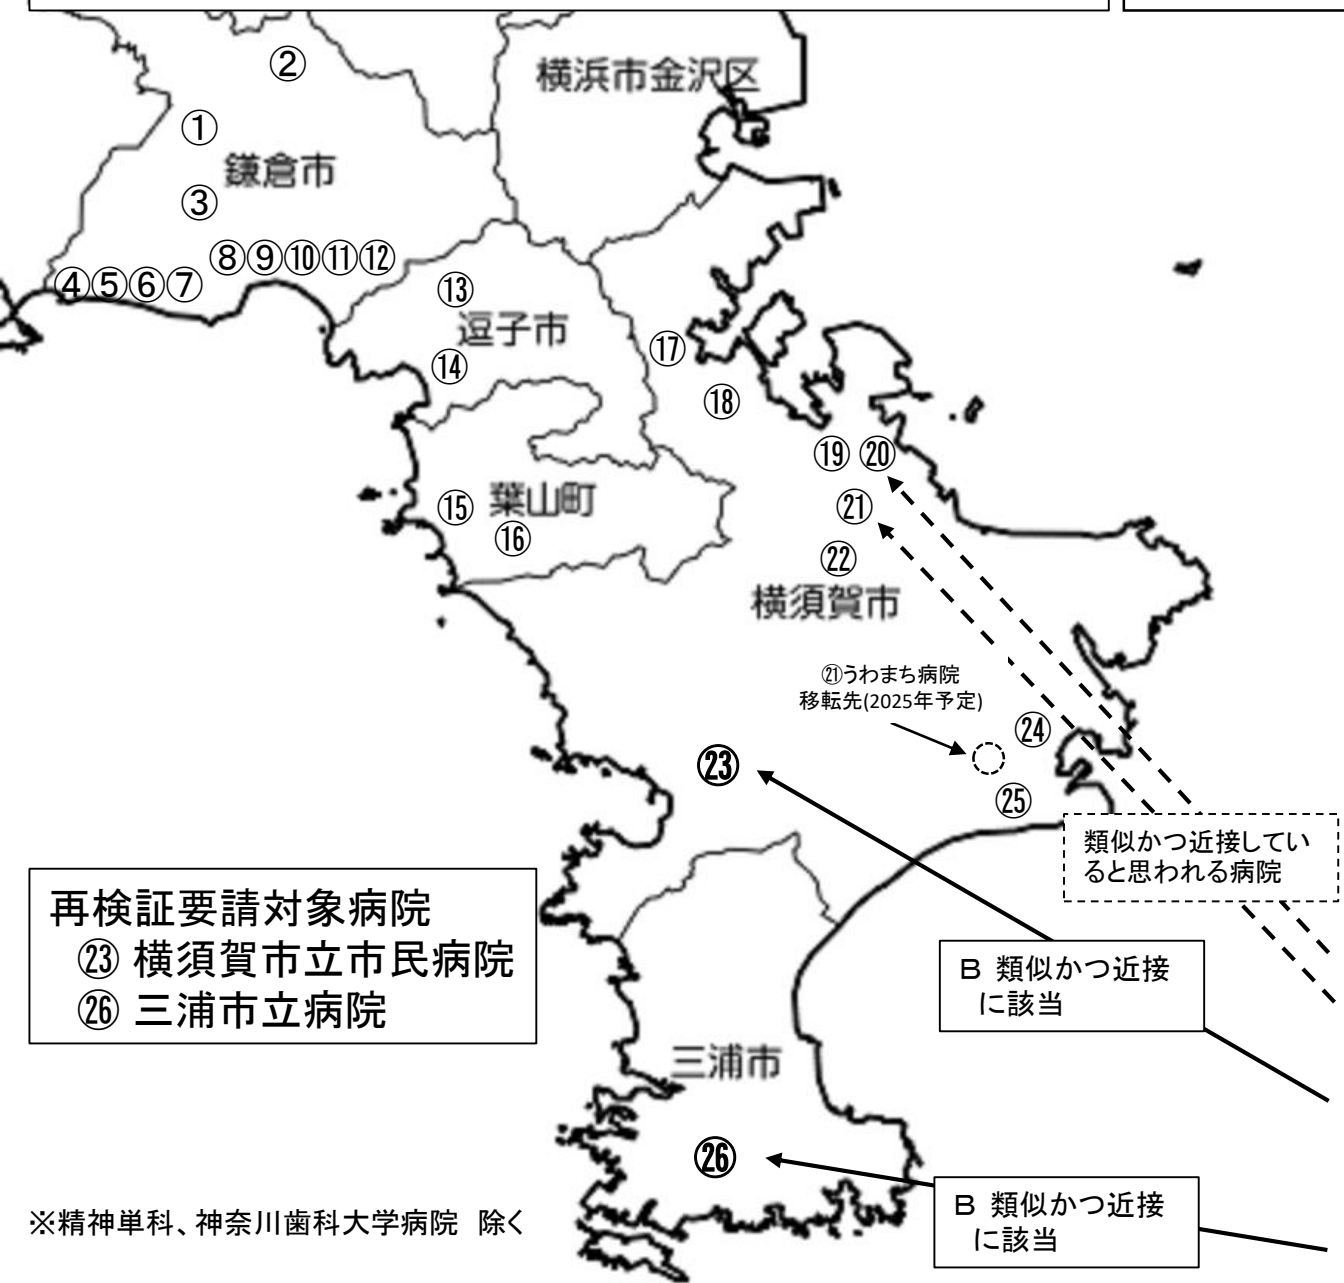 ②
横浜市金沢区
①
鎌倉市
③
⑧⑨⑩⑪⑫
④⑤⑥⑦
⑬
逗子市
⑰
⑭
⑱
⑲ ⑳
⑮ 葉山町
㉑
⑯
㉒
横須賀市
㉑うわまち病院
移転先(2025年予定)
㉔
㉓
㉕
類似かつ近接してい
ると思われる病院
再検証要請対象病院
㉓ 横須賀市立市民病院
㉖ 三浦市立病院
B 類似かつ近接
に該当
三浦市
㉖
B 類似かつ近接
に該当
※精神単科、神奈川歯科大学病院 除く